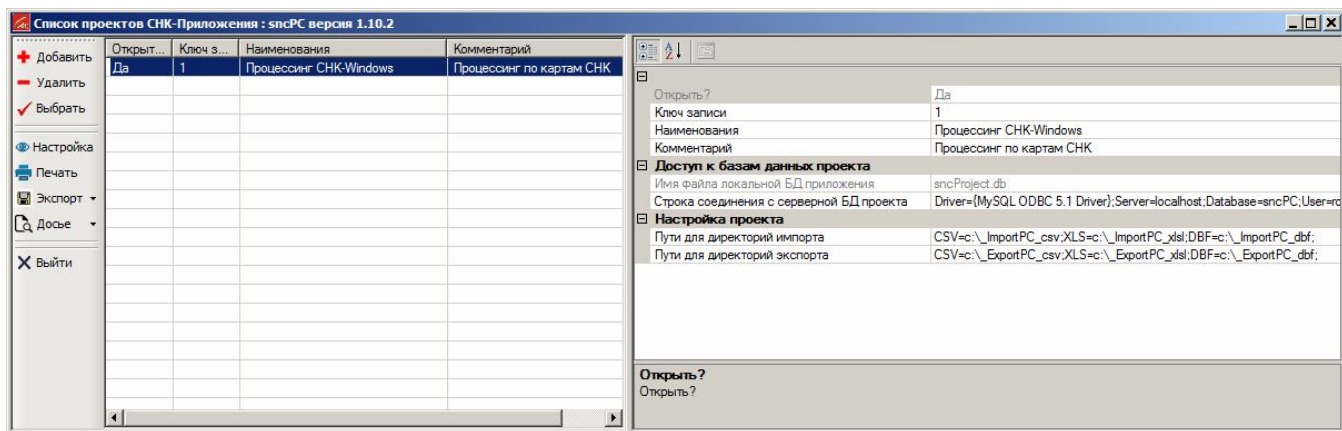 Список проектов СНК-Приложения : sncPC версия 1.10.2
Добавить
Удалить
Выбрать
Настройка
Печать
Экспорт
Досье
Выйти
Открыт... Ключ з... Наименования Комментарий
Да 1 Процессинг СНК-Windows Процессинг по картам СНК
Открыть? Да
Ключ записи 1
Наименования Процессинг СНК-Windows
Комментарий Процессинг по картам СНК
Доступ к базам данных проекта
Имя файла локальной БД приложения sncProject.db
Строка соединения с серверной БД проекта Driver={MySQL ODBC 5.1 Driver};Server=localhost;Database=sncPC;User=ro
Настройка проекта
Пути для директорий импорта CSV=c:\_ImportPC_csv;XLS=c:\_ImportPC_xlsl;DBF=c:\_ImportPC_dbf;
Пути для директорий экспорта CSV=c:\_ExportPC_csv;XLS=c:\_ExportPC_xlsl;DBF=c:\_ExportPC_dbf;
Открыть?
Открыть?